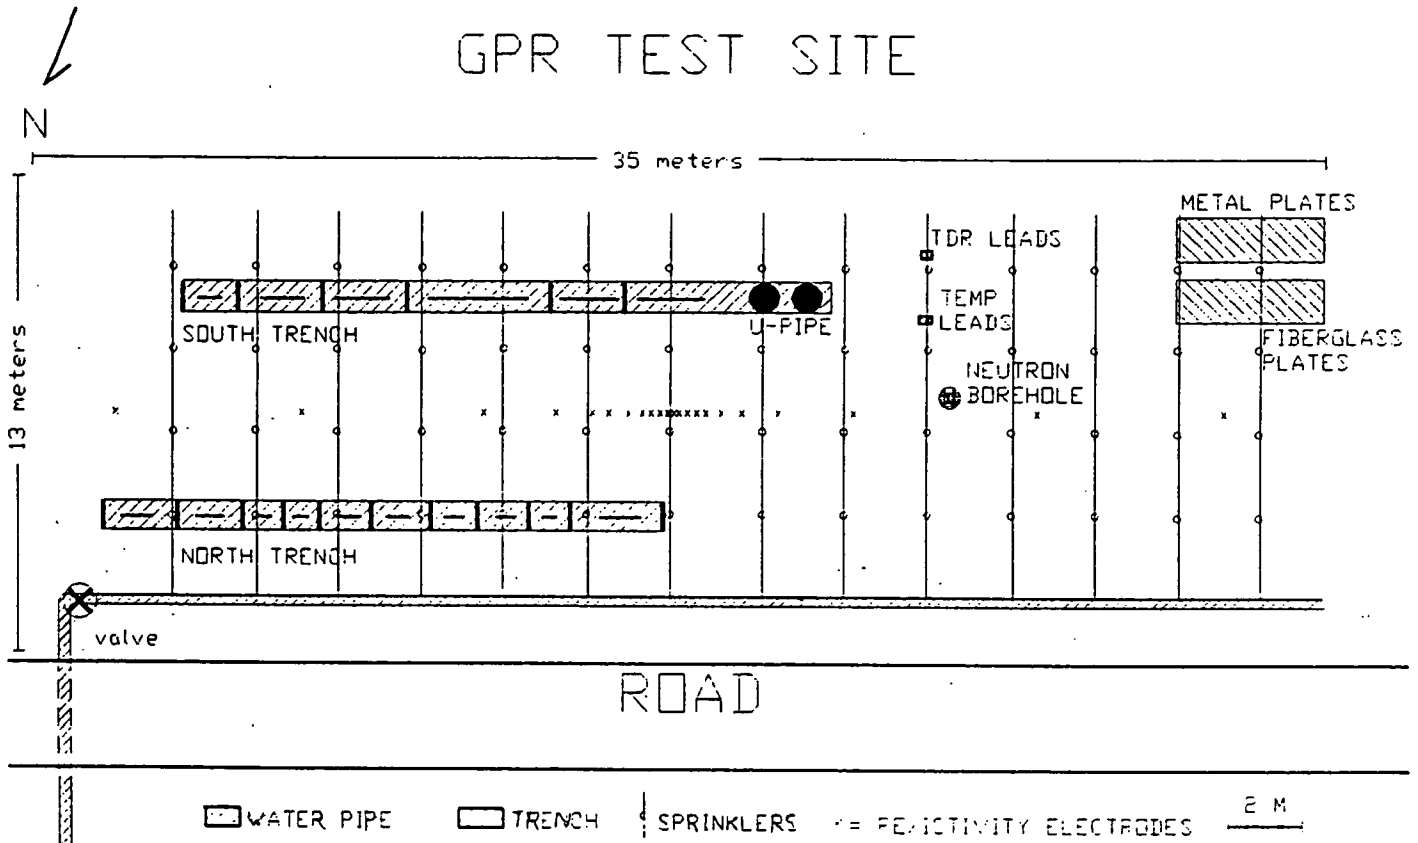 GPR TEST SITE
N
35 meters
13 meters
METAL PLATES
TDR LEADS
TEMP
LEADS
SOUTH TRENCH
U-PIPE
FIBERGLASS
PLATES
NEUTRON
BOREHOLE
NORTH TRENCH
valve
ROAD
WATER PIPE
TRENCH
SPRINKLERS
= RESISTIVITY ELECTRODES
2 M